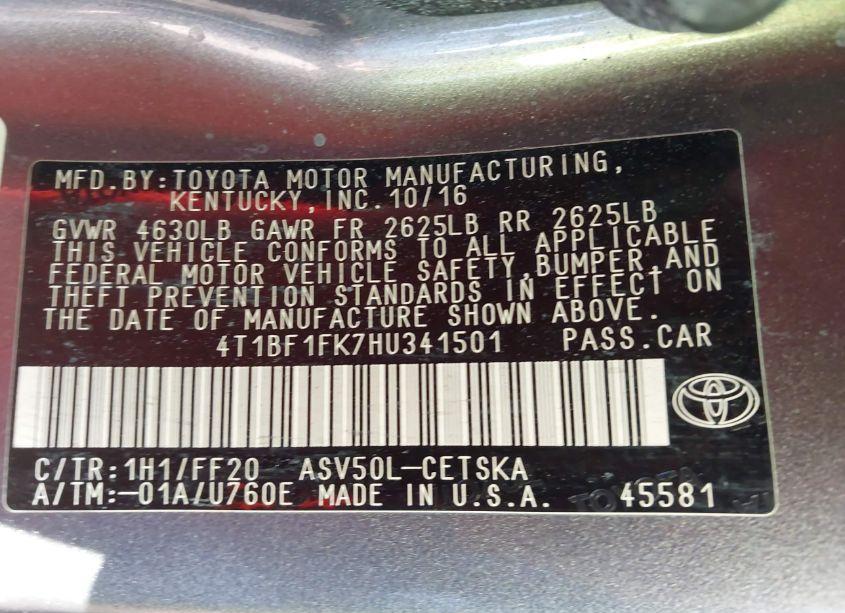 MFD.BY:TOYOTA MOTOR MANUFACTURING,
KENTUCKY,INC.10/16
GVWR 4630LB GAWR FR 2625LB RR 2625LB
THIS VEHICLE CONFORMS TO ALL APPLICABLE
FEDERAL MOTOR VEHICLE SAFETY,BUMPER,AND
THEFT PREVENTION STANDARDS IN EFFECT ON
THE DATE OF MANUFACTURE SHOWN ABOVE.
4T1BF1FK7HU341501 PASS.CAR
C/TR:1H1/FF20 ASV50L-CETSKA
A/TM:-01A/U760E MADE IN U.S.A. 45581
TOYOTA